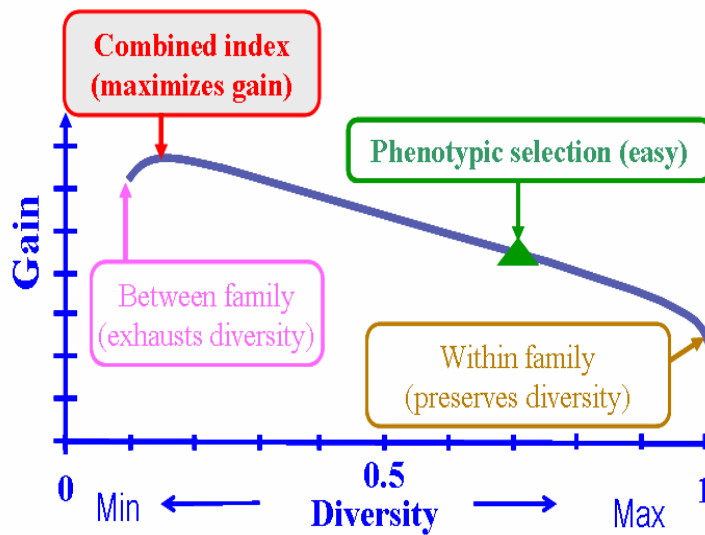 Combined index
(maximizes gain)
Phenotypic selection (easy)
Gain
Between family
(exhausts diversity)
Within family
(preserves diversity)
0
0.5
1
Min
Diversity
Max